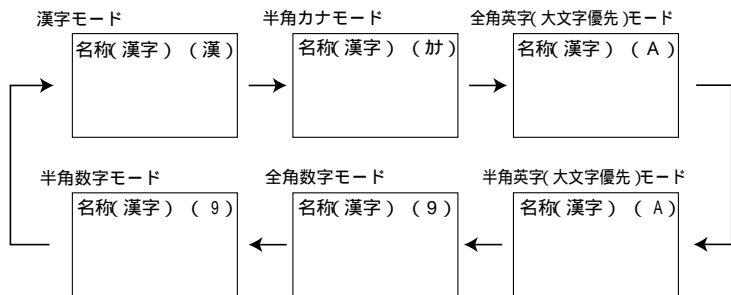 漢字モード 半角カナモード 全角英字(大文字優先)モード
名称(漢字) (漢) 名称(漢字) (ｶﾅ) 名称(漢字) (Ａ)
半角数字モード 全角数字モード 半角英字(大文字優先)モード
名称(漢字) (9) 名称(漢字) (９) 名称(漢字) (A)